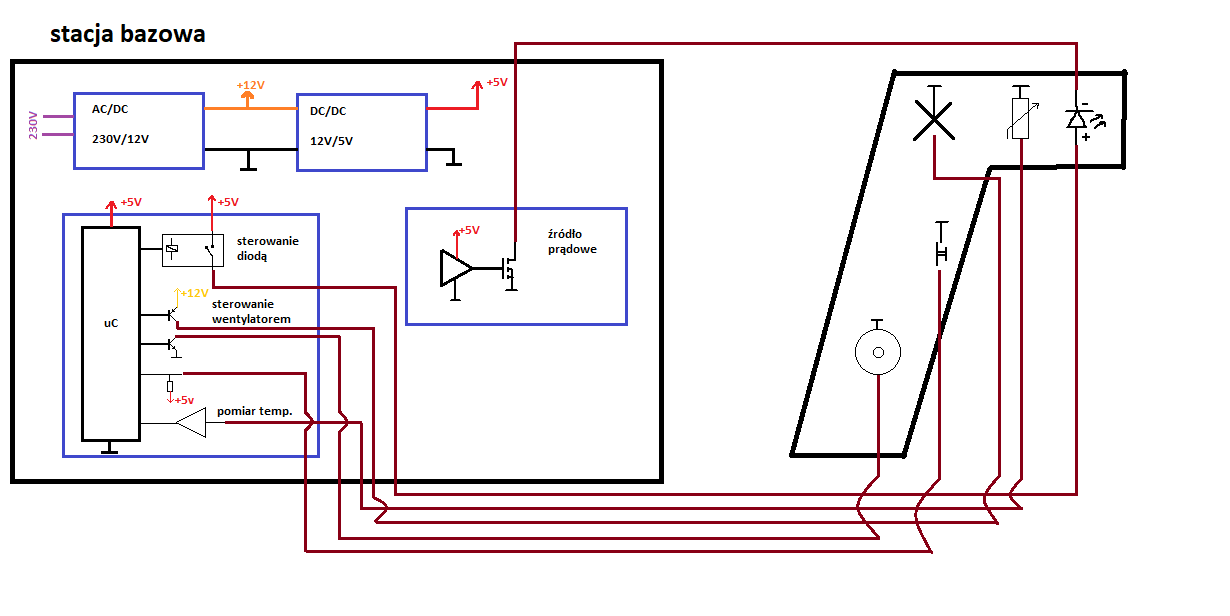 stacja bazowa
230V
AC/DC
230V/12V
+12V
DC/DC
12V/5V
+5V
+5V
+5V
sterowanie
diodą
+12V
sterowanie
wentylatorem
uC
+5v
pomiar temp.
+5V
źródło
prądowe
-
+